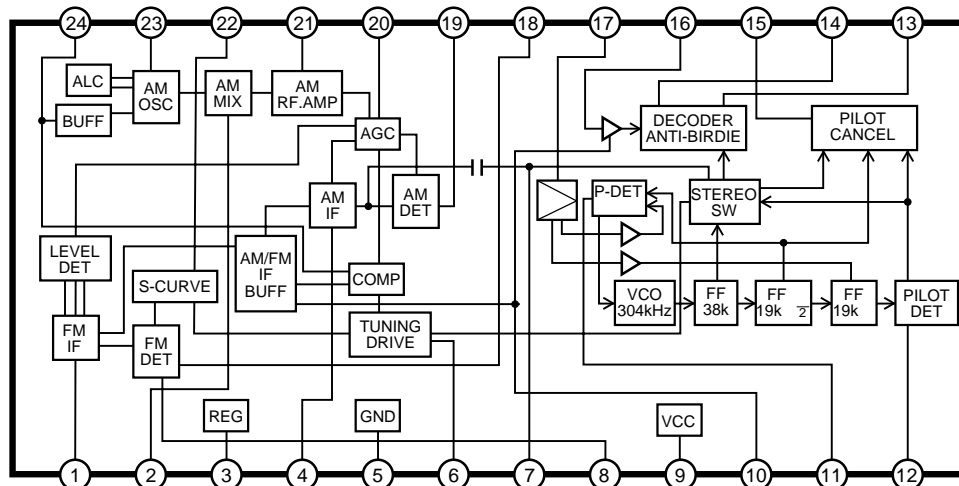 24 23 22 21 20 19 18 17 16 15 14 13
ALC
AM
OSC
AM
MIX
AM
RF.AMP
BUFF
AGC
DECODER
ANTI-BIRDIE
PILOT
CANCEL
AM
IF
AM
DET
P-DET
STEREO
SW
LEVEL
DET
S-CURVE
AM/FM
IF
BUFF
COMP
VCO
304kHz
FF
38k
FF
19k 2
FF
19k
PILOT
DET
FM
IF
FM
DET
TUNING
DRIVE
REG
GND
VCC
1 2 3 4 5 6 7 8 9 10 11 12